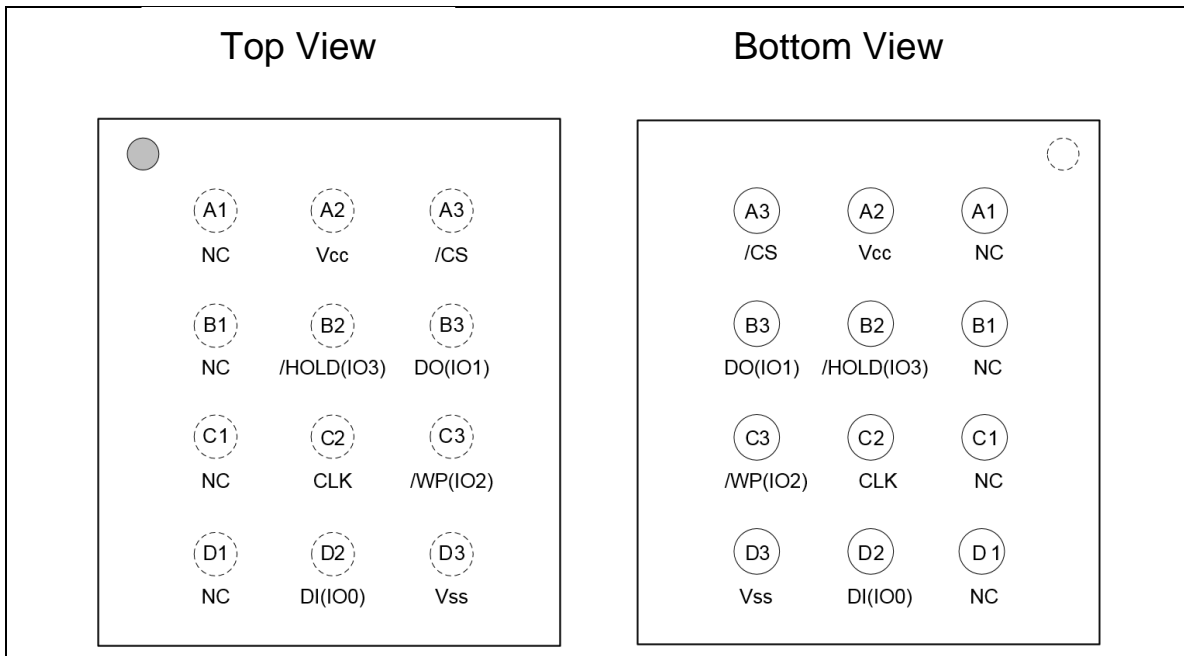 Top View
Bottom View
A1 A2 A3
NC Vcc /CS
B1 B2 B3
NC /HOLD(IO3) DO(IO1)
C1 C2 C3
NC CLK /WP(IO2)
D1 D2 D3
NC DI(IO0) Vss
A3 A2 A1
/CS Vcc NC
B3 B2 B1
DO(IO1) /HOLD(IO3) NC
C3 C2 C1
/WP(IO2) CLK NC
D3 D2 D 1
Vss DI(IO0) NC